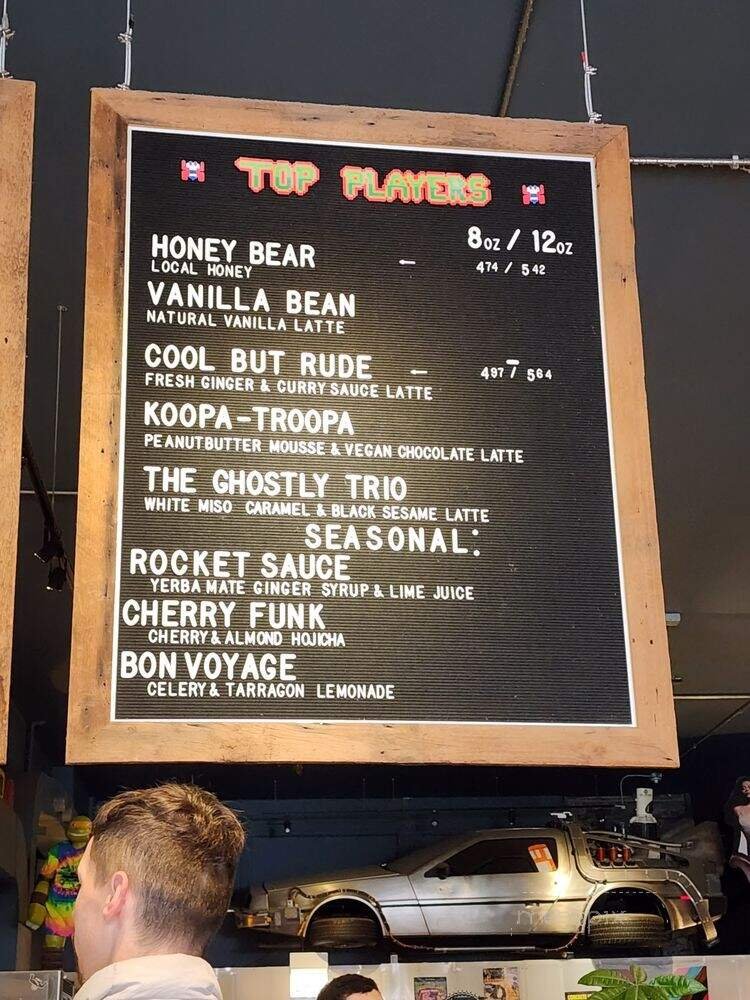 TOP PLAYERS
8oz / 12oz
HONEY BEAR
LOCAL HONEY
474 / 542
VANILLA BEAN
NATURAL VANILLA LATTE
COOL BUT RUDE
497 / 564
FRESH GINGER & CURRY SAUCE LATTE
KOOPA-TROOPA
PEANUTBUTTER MOUSSE & VEGAN CHOCOLATE LATTE
THE GHOSTLY TRIO
WHITE MISO CARAMEL & BLACK SESAME LATTE
SEASONAL:
ROCKET SAUCE
YERBA MATE GINGER SYRUP & LIME JUICE
CHERRY FUNK
CHERRY & ALMOND HOJICHA
BON VOYAGE
CELERY & TARRAGON LEMONADE